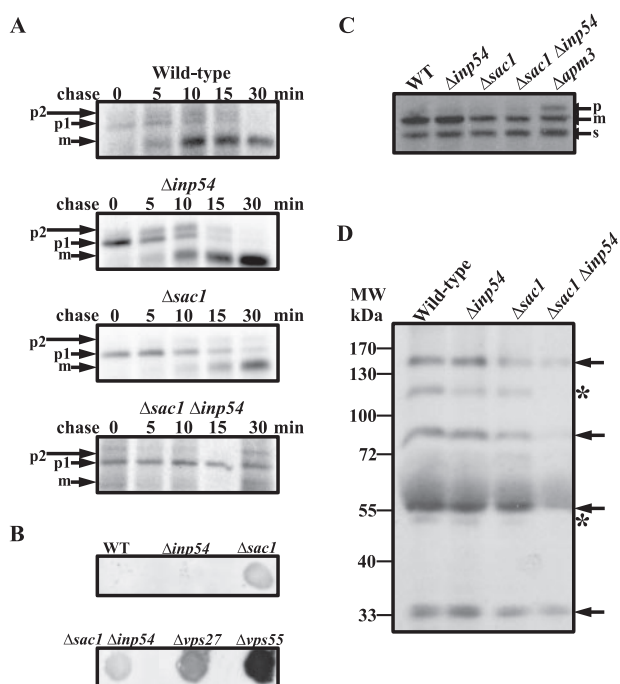 A
Wild-type
chase 0 5 10 15 30 min
p2
p1
m
Δinp54
chase 0 5 10 15 30 min
p2
p1
m
Δsac1
chase 0 5 10 15 30 min
p2
p1
m
Δsac1 Δinp54
chase 0 5 10 15 30 min
p2
p1
m
B
WT Δinp54 Δsac1
Δsac1 Δinp54 Δvps27 Δvps55
C
WT Δinp54 Δsac1 Δsac1 Δinp54 Δapm3
p
m
s
D
MW
kDa
Wild-type Δinp54 Δsac1 Δsac1 Δinp54
170
130
100
*
72
55
*
40
33